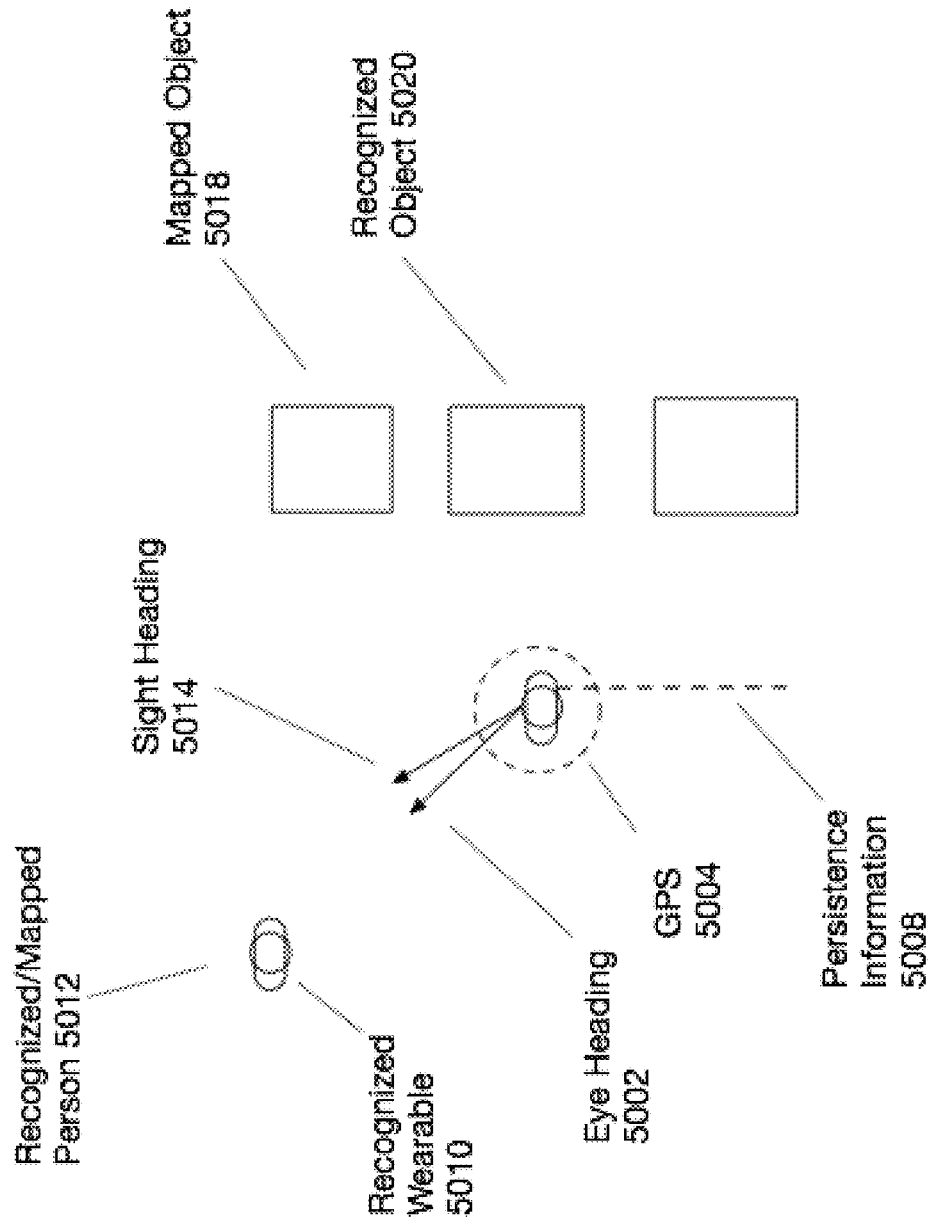 Recognized/Mapped
Person 5012
Recognized
Wearable
5010
Sight Heading
5014
Eye Heading
5002
GPS
5004
Persistence
Information
5008
Mapped Object
5018
Recognized
Object 5020